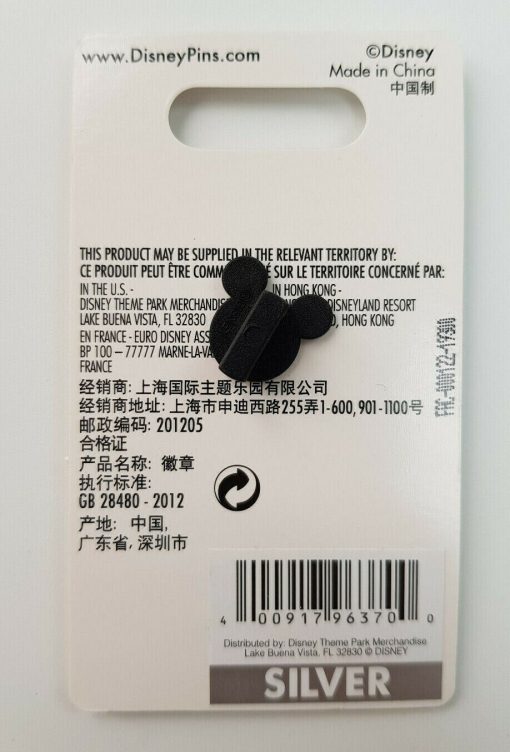 www.DisneyPins.com
©Disney
Made in China
中国制
THIS PRODUCT MAY BE SUPPLIED IN THE RELEVANT TERRITORY BY:
CE PRODUIT PEUT ÊTRE COMM SUR LE TERRITOIRE CONCERNÉ PAR:
IN THE U.S. - IN HONG KONG -
DISNEY THEME PARK MERCHANDIS DISNEYLAND RESORT
LAKE BUENA VISTA, FL 32830 HONG KONG
EN FRANCE - EURO DISNEY ASS
BP 100 – 77777 MARNE-LA-VA
FRANCE
经销商: 上海国际主题乐园有限公司
经销商地址: 上海市申迪西路255弄1-600, 901-1100号
邮政编码: 201205
合格证
产品名称: 徽章
执行标准:
GB 28480 - 2012
产地: 中国,
广东省, 深圳市
FAC-000122-19300
4 00917 96370 0
Distributed by: Disney Theme Park Merchandise
Lake Buena Vista, FL 32830 © DISNEY
SILVER